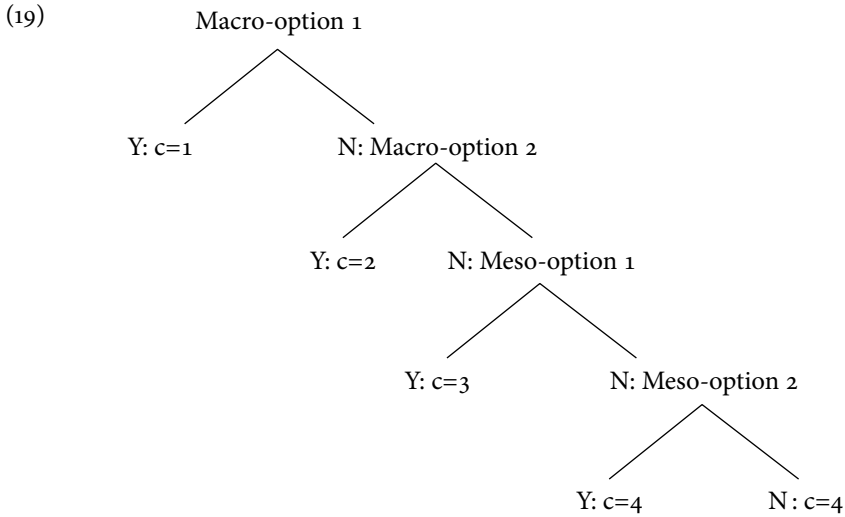 (19)
Macro-option 1
Y: c=1 N: Macro-option 2
Y: c=2 N: Meso-option 1
Y: c=3 N: Meso-option 2
Y: c=4 N: c=4